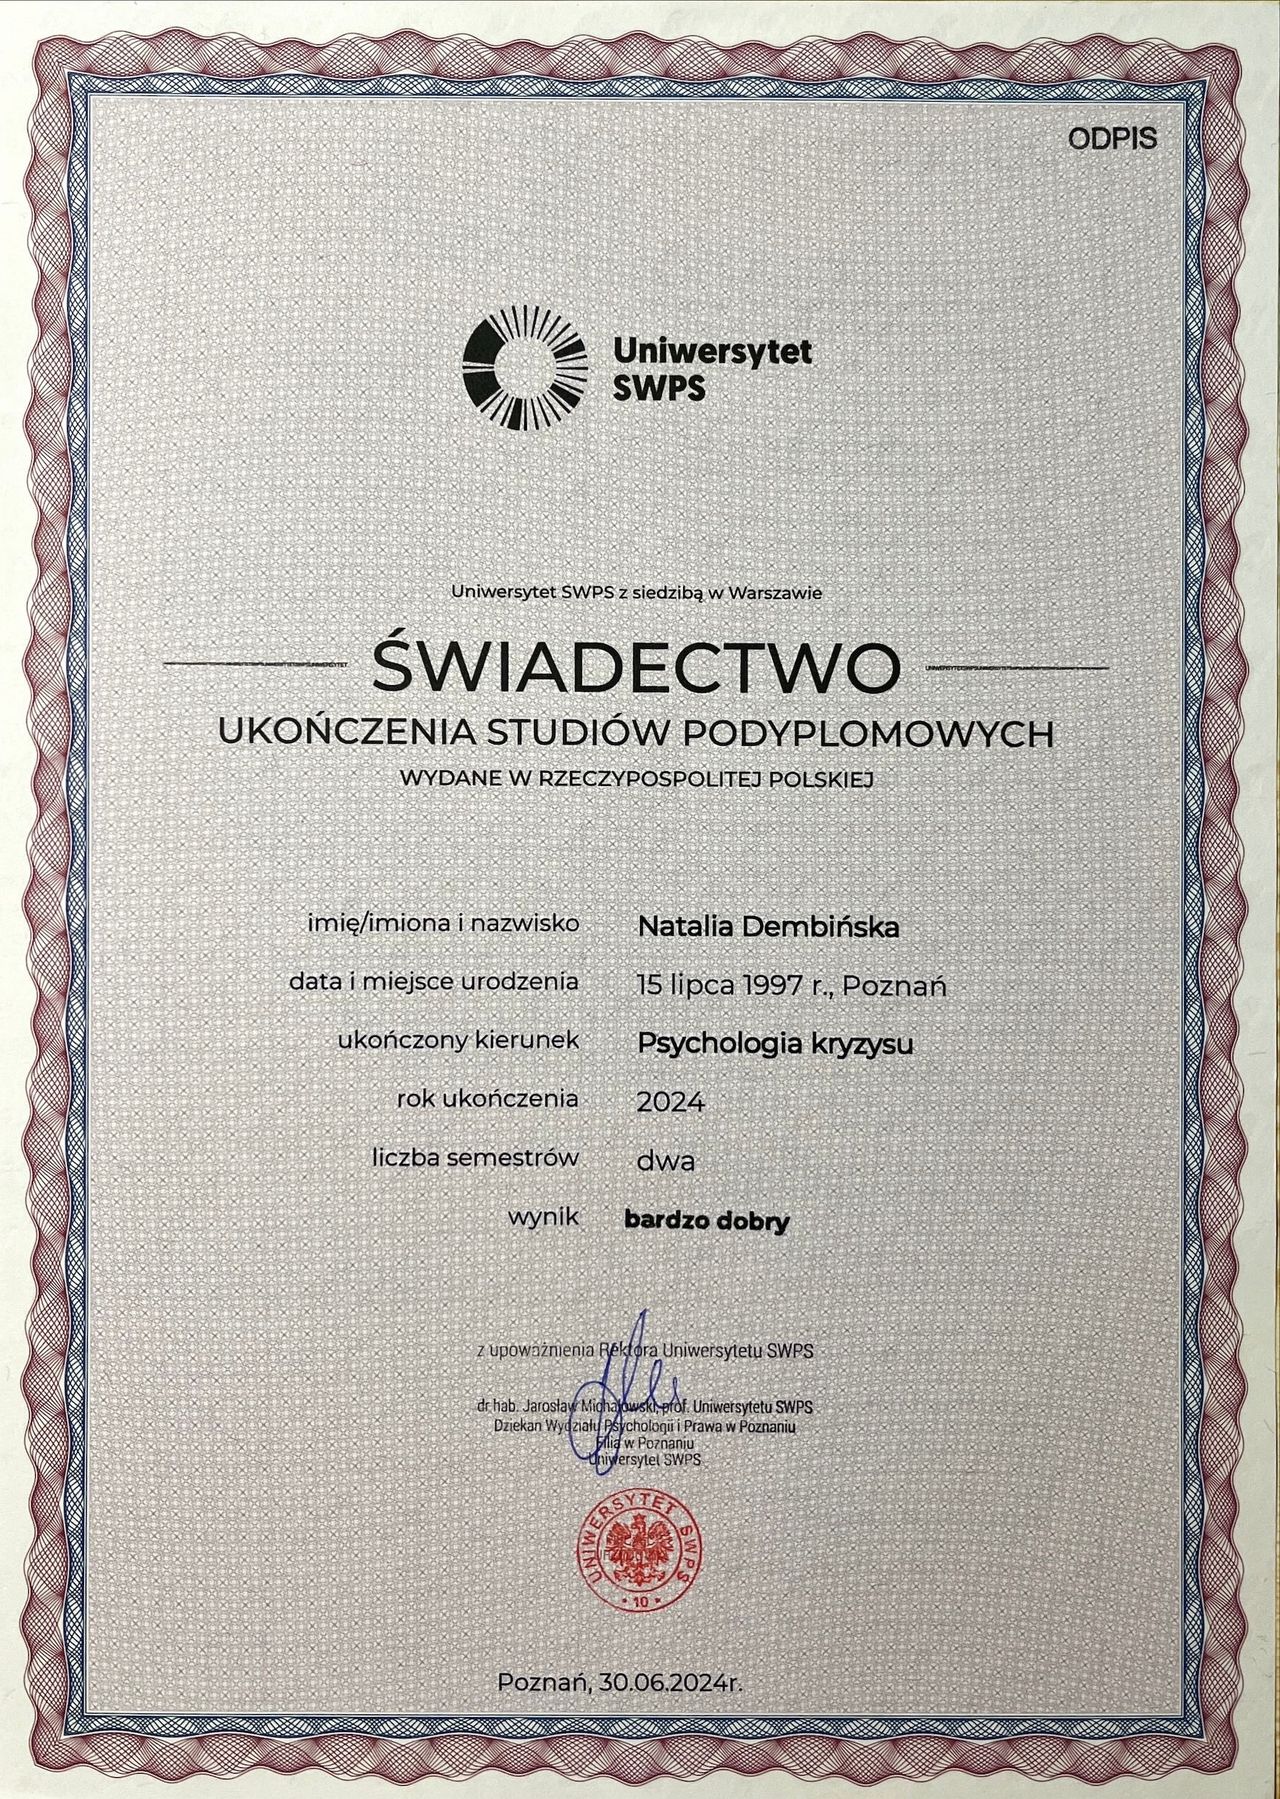 ODPIS
Uniwersytet
SWPS
Uniwersytet SWPS z siedzibą w Warszawie
ŚWIADECTWO
UKOŃCZENIA STUDIÓW PODYPLOMOWYCH
WYDANE W RZECZYPOSPOLITEJ POLSKIEJ
imię/imiona i nazwisko Natalia Dembińska
data i miejsce urodzenia 15 lipca 1997 r., Poznań
ukończony kierunek Psychologia kryzysu
rok ukończenia 2024
liczba semestrów dwa
wynik bardzo dobry
z upoważnienia Rektora Uniwersytetu SWPS
dr hab. Jarosław Michałowski, prof. Uniwersytetu SWPS
Dziekan Wydziału Psychologii i Prawa w Poznaniu
Filia w Poznaniu
Uniwersytet SWPS
UNIWERSYTET SWPS
10
Poznań, 30.06.2024r.